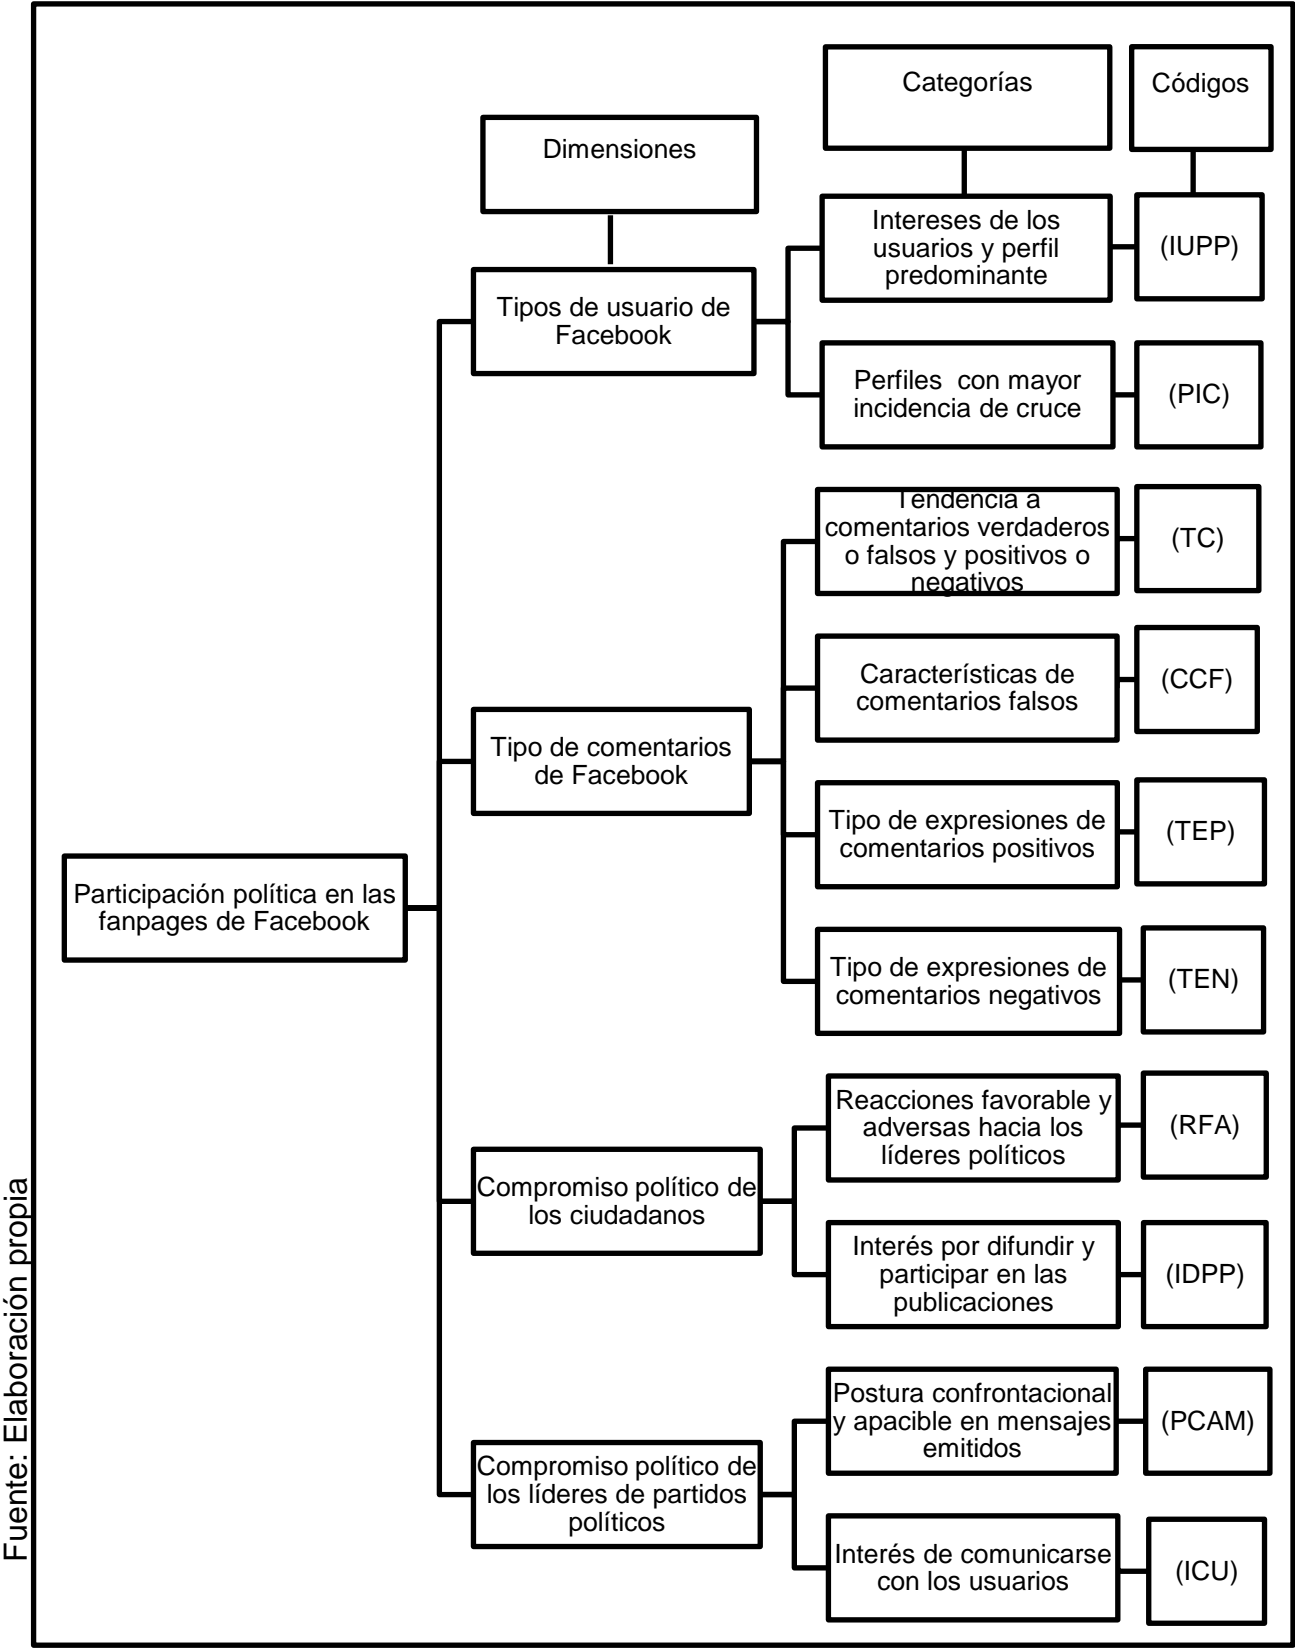 Categorías
Códigos
Dimensiones
Intereses de los
usuarios y perfil
predominante
(IUPP)
Tipos de usuario de
Facebook
Perfiles con mayor
incidencia de cruce
(PIC)
Tendencia a
comentarios verdaderos
o falsos y positivos o
negativos
(TC)
Característícas de
comentarios falsos
(CCF)
Tipo de comentarios
de Facebook
Tipo de expresiones de
comentarios positivos
(TEP)
Participación política en las
fanpages de Facebook
Tipo de expresiones de
comentarios negativos
(TEN)
Reacciones favorable y
adversas hacia los
líderes políticos
(RFA)
Compromiso político de
los ciudadanos
Interés por difundir y
participar en las
publicaciones
(IDPP)
Postura confrontacional
y apacible en mensajes
emitidos
(PCAM)
Compromiso político de
los líderes de partidos
políticos
Interés de comunicarse
con los usuarios
(ICU)
Fuente: Elaboración propia